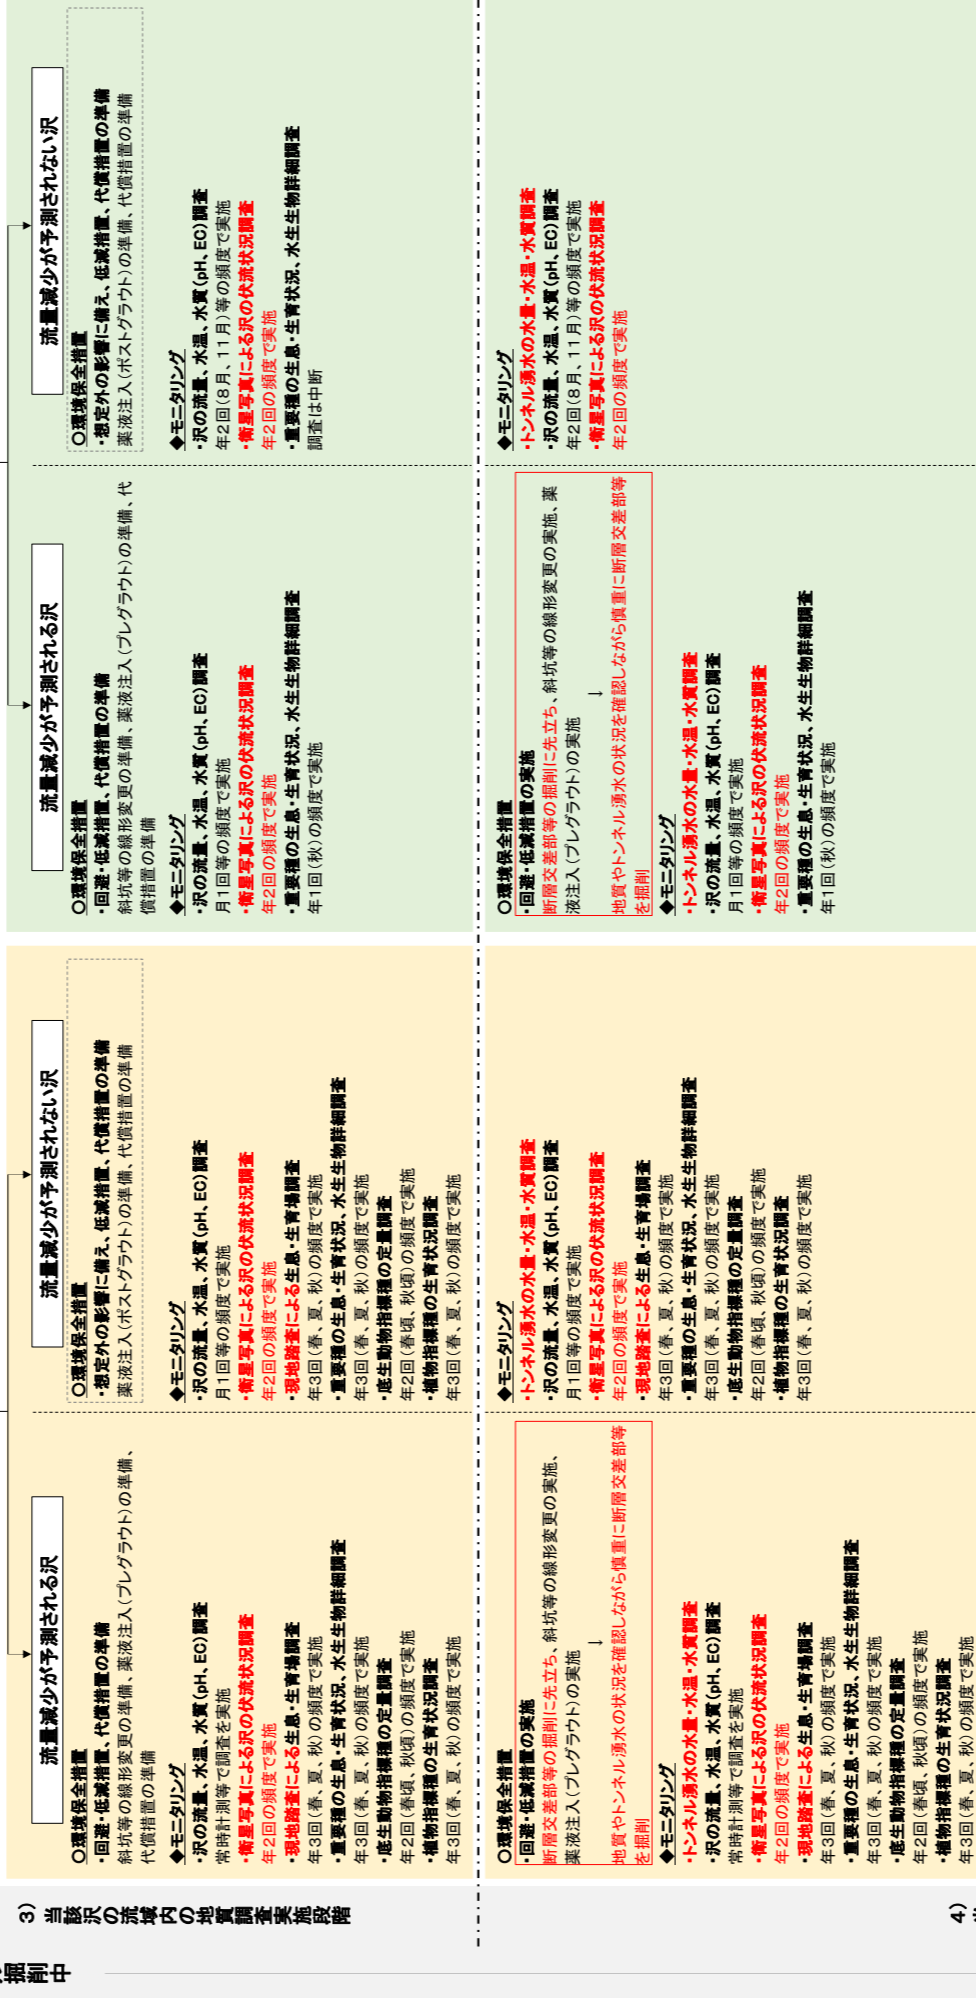 掘削中
3）当該沢の流域内の地質調査実施段階
流量減少が予測される沢
〇環境保全措置
・回避・低減措置、代償措置の準備
斜坑等の線形変更の準備、薬液注入（プレグラウト）の準備、
代償措置の準備
◆モニタリング
・沢の流量、水温、水質（pH、EC）調査
常時計測等で調査を実施
・衛星写真による沢の伏流状況調査
年2回の頻度で実施
・現地踏査による生息・生育場調査
年3回（春、夏、秋）の頻度で実施
・重要種の生息・生育状況、水生生物詳細調査
年3回（春、夏、秋）の頻度で実施
・底生動物指標種の定量調査
年2回（春頃、秋頃）の頻度で実施
・植物指標種の生育状況調査
年3回（春、夏、秋）の頻度で実施
流量減少が予測されない沢
〇環境保全措置
・想定外の影響に備え、低減措置、代償措置の準備
薬液注入（ポストグラウト）の準備、代償措置の準備
◆モニタリング
・沢の流量、水温、水質（pH、EC）調査
月1回等の頻度で実施
・衛星写真による沢の伏流状況調査
年2回の頻度で実施
・現地踏査による生息・生育場調査
年3回（春、夏、秋）の頻度で実施
・重要種の生息・生育状況、水生生物詳細調査
年3回（春、夏、秋）の頻度で実施
・底生動物指標種の定量調査
年2回（春頃、秋頃）の頻度で実施
・植物指標種の生育状況調査
年3回（春、夏、秋）の頻度で実施
流量減少が予測される沢
〇環境保全措置
・回避・低減措置、代償措置の準備
斜坑等の線形変更の準備、薬液注入（プレグラウト）の準備、代
償措置の準備
◆モニタリング
・沢の流量、水温、水質（pH、EC）調査
月1回等の頻度で実施
・衛星写真による沢の伏流状況調査
年2回の頻度で実施
・重要種の生息・生育状況、水生生物詳細調査
年1回（秋）の頻度で実施
流量減少が予測されない沢
〇環境保全措置
・想定外の影響に備え、低減措置、代償措置の準備
薬液注入（ポストグラウト）の準備、代償措置の準備
◆モニタリング
・沢の流量、水温、水質（pH、EC）調査
年2回（8月、11月）等の頻度で実施
・衛星写真による沢の伏流状況調査
年2回の頻度で実施
・重要種の生息・生育状況、水生生物詳細調査
調査は中断
4）
〇環境保全措置
・回避・低減措置の実施
断層交差部等の掘削に先立ち、斜坑等の線形変更の実施、
薬液注入（プレグラウト）の実施
↓
地質やトンネル湧水の状況を確認しながら慎重に断層交差部等
を掘削
◆モニタリング
・トンネル湧水の水量・水温・水質調査
・沢の流量、水温、水質（pH、EC）調査
常時計測等で調査を実施
・衛星写真による沢の伏流状況調査
年2回の頻度で実施
・現地踏査による生息・生育場調査
年3回（春、夏、秋）の頻度で実施
・重要種の生息・生育状況、水生生物詳細調査
年3回（春、夏、秋）の頻度で実施
・底生動物指標種の定量調査
年2回（春頃、秋頃）の頻度で実施
・植物指標種の生育状況調査
年3回（春、夏、秋）の頻度で実施
◆モニタリング
・トンネル湧水の水量・水温・水質調査
・沢の流量、水温、水質（pH、EC）調査
月1回等の頻度で実施
・衛星写真による沢の伏流状況調査
年2回の頻度で実施
・現地踏査による生息・生育場調査
年3回（春、夏、秋）の頻度で実施
・重要種の生息・生育状況、水生生物詳細調査
年3回（春、夏、秋）の頻度で実施
・底生動物指標種の定量調査
年2回（春頃、秋頃）の頻度で実施
・植物指標種の生育状況調査
年3回（春、夏、秋）の頻度で実施
〇環境保全措置
・回避・低減措置の実施
断層交差部等の掘削に先立ち、斜坑等の線形変更の実施、薬
液注入（プレグラウト）の実施
↓
地質やトンネル湧水の状況を確認しながら慎重に断層交差部等
を掘削
◆モニタリング
・トンネル湧水の水量・水温・水質調査
・沢の流量、水温、水質（pH、EC）調査
月1回等の頻度で実施
・衛星写真による沢の伏流状況調査
年2回の頻度で実施
・重要種の生息・生育状況、水生生物詳細調査
年1回（秋）の頻度で実施
◆モニタリング
・トンネル湧水の水量・水温・水質調査
・沢の流量、水温、水質（pH、EC）調査
年2回（8月、11月）等の頻度で実施
・衛星写真による沢の伏流状況調査
年2回の頻度で実施